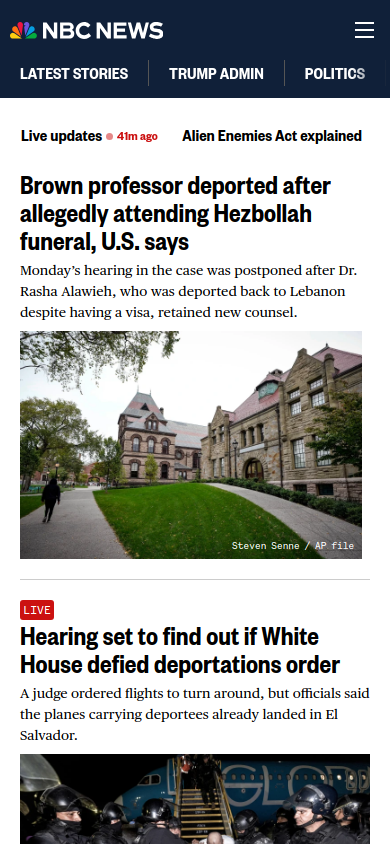 NBC NEWS
LATEST STORIES TRUMP ADMIN POLITICS
Live updates 41m ago Alien Enemies Act explained
Brown professor deported after
allegedly attending Hezbollah
funeral, U.S. says
Monday’s hearing in the case was postponed after Dr.
Rasha Alawieh, who was deported back to Lebanon
despite having a visa, retained new counsel.
Steven Senne / AP file
LIVE
Hearing set to find out if White
House defied deportations order
A judge ordered flights to turn around, but officials said
the planes carrying deportees already landed in El
Salvador.
GLO